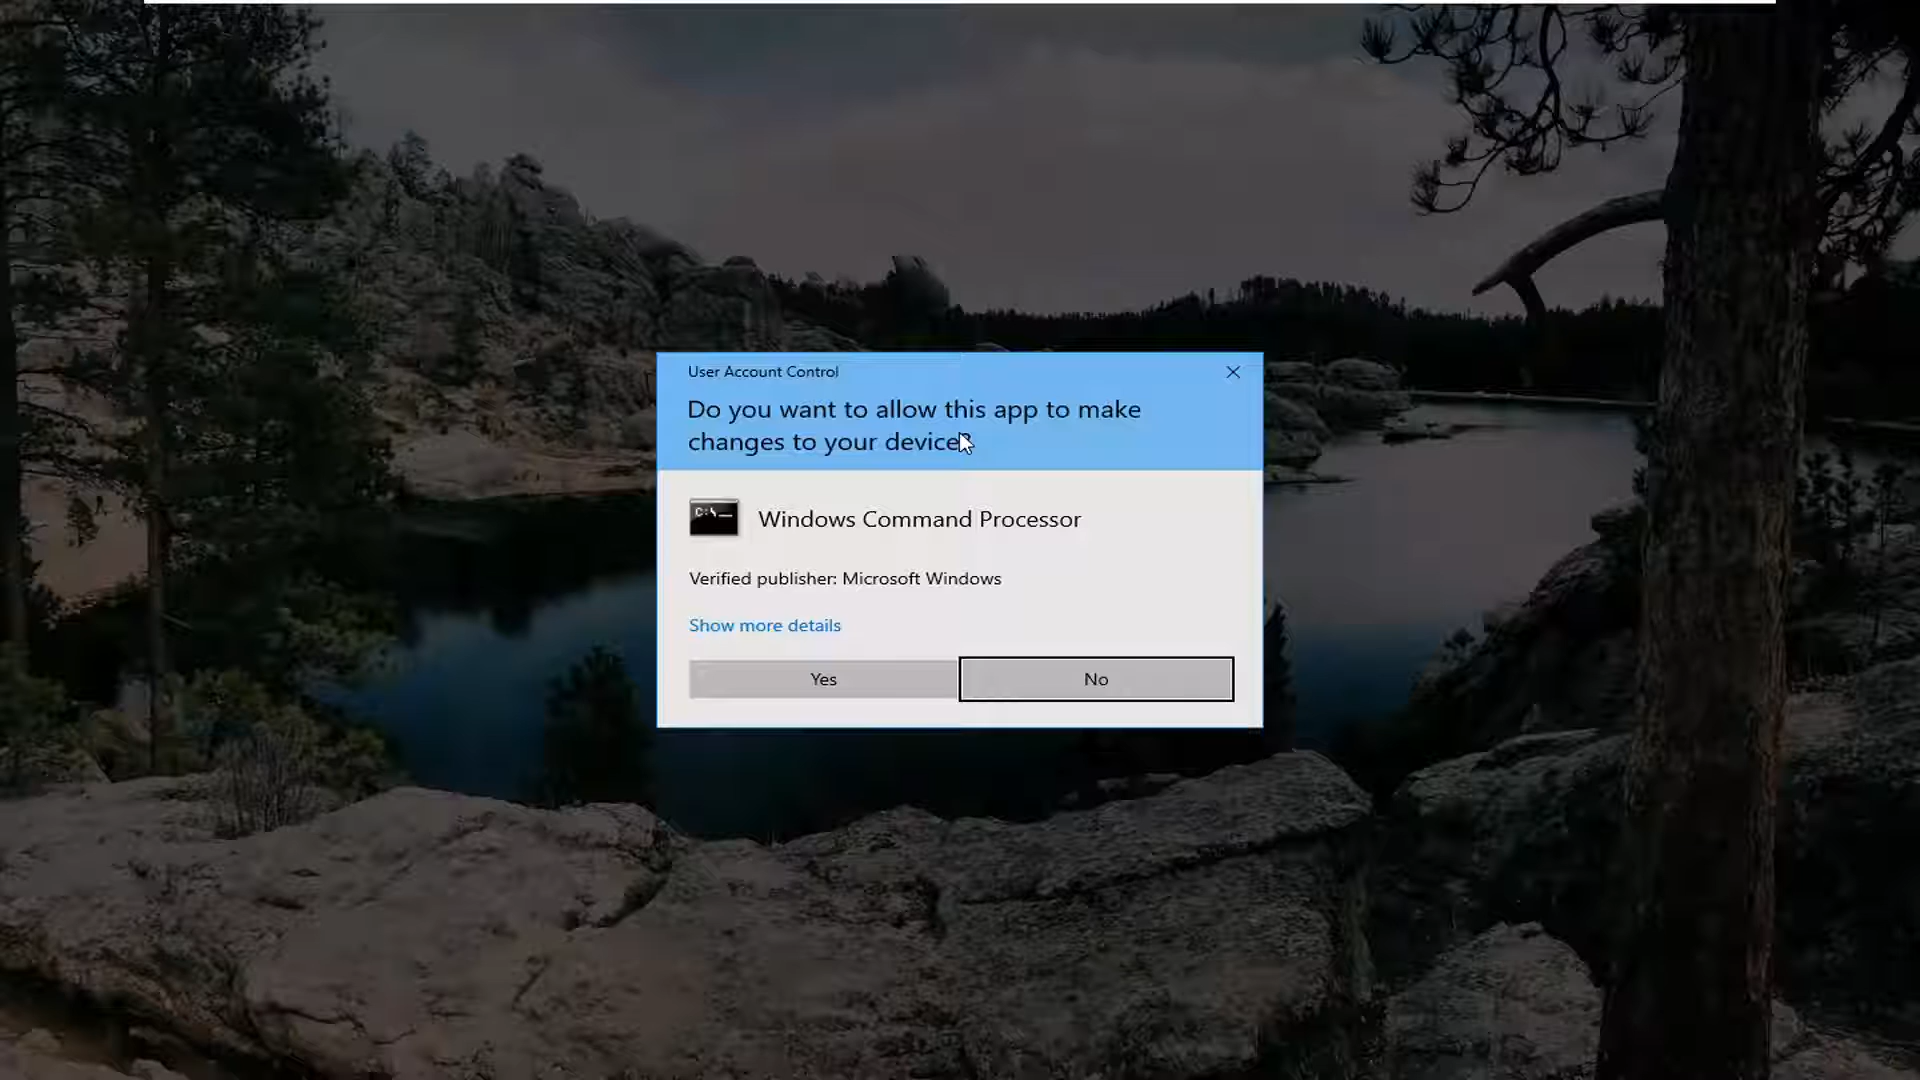 User Account Control
Do you want to allow this app to make
changes to your device?
C:\
Windows Command Processor
Verified publisher: Microsoft Windows
Show more details
Yes
No